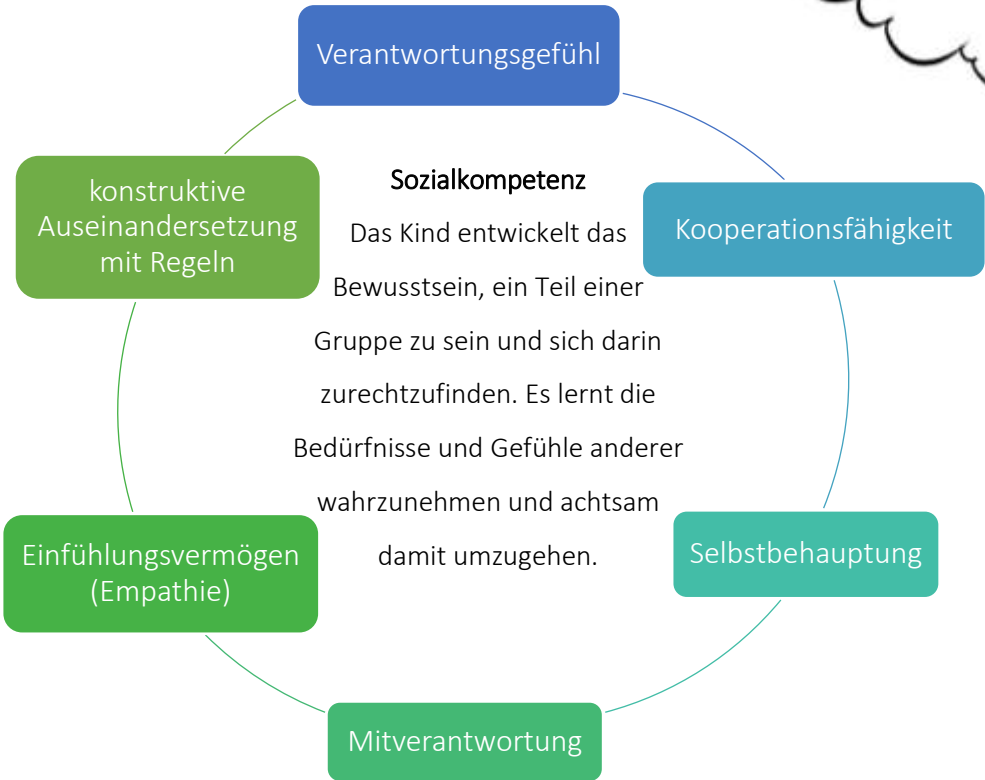 Verantwortungsgefühl
Kooperationsfähigkeit
Selbstbehauptung
Mitverantwortung
Einfühlungsvermögen
(Empathie)
konstruktive
Auseinandersetzung
mit Regeln
Sozialkompetenz
Das Kind entwickelt das
Bewusstsein, ein Teil einer
Gruppe zu sein und sich darin
zurechtzufinden. Es lernt die
Bedürfnisse und Gefühle anderer
wahrzunehmen und achtsam
damit umzugehen.